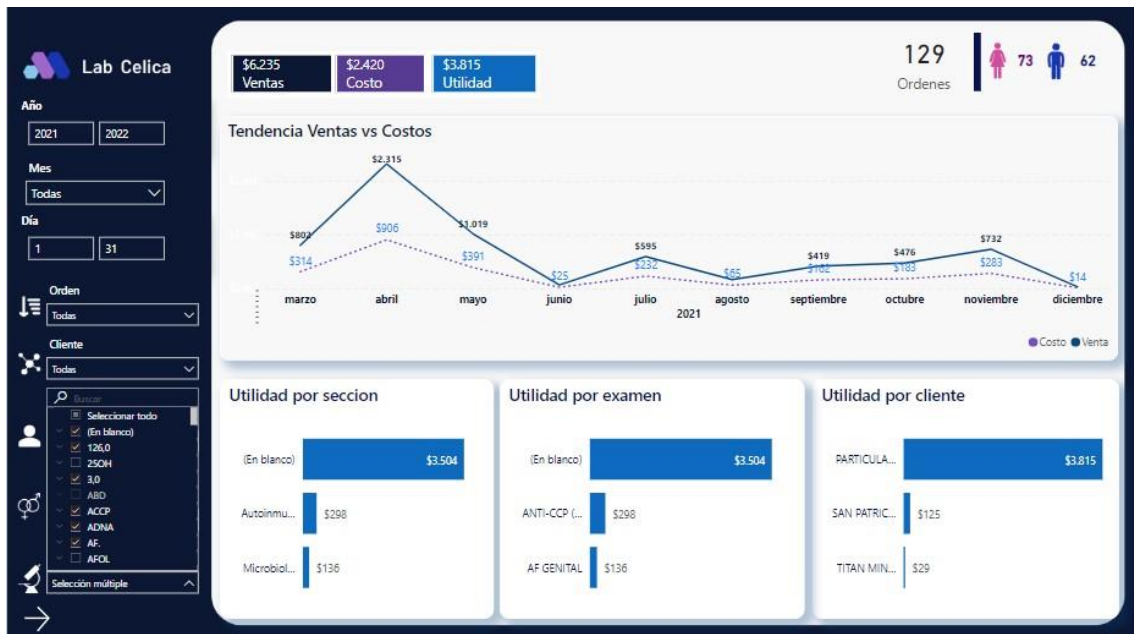 Lab Celica
Año
2021 2022
Mes
Todas
Día
1 31
Orden
Todas
Cliente
Todas
Buscar
Seleccionar todo
(En blanco)
126,0
25OH
3,0
ABD
ACCP
ADNA
AF.
AFOL
Selección múltiple
$6.235
Ventas
$2.420
Costo
$3.815
Utilidad
129
Ordenes
73
62
Tendencia Ventas vs Costos
$802 $2.315 $1.019 $595 $419 $476 $732
$314 $906 $391 $25 $232 $65 $162 $183 $283 $14
marzo abril mayo junio julio agosto septiembre octubre noviembre diciembre
2021
Costo Venta
Utilidad por seccion
(En blanco) $3.504
Autoinmu... $298
Microbiol... $136
Utilidad por examen
(En blanco) $3.504
ANTI-CCP (... $298
AF GENITAL $136
Utilidad por cliente
PARTICULA... $3.815
SAN PATRIC... $125
TITAN MIN... $29